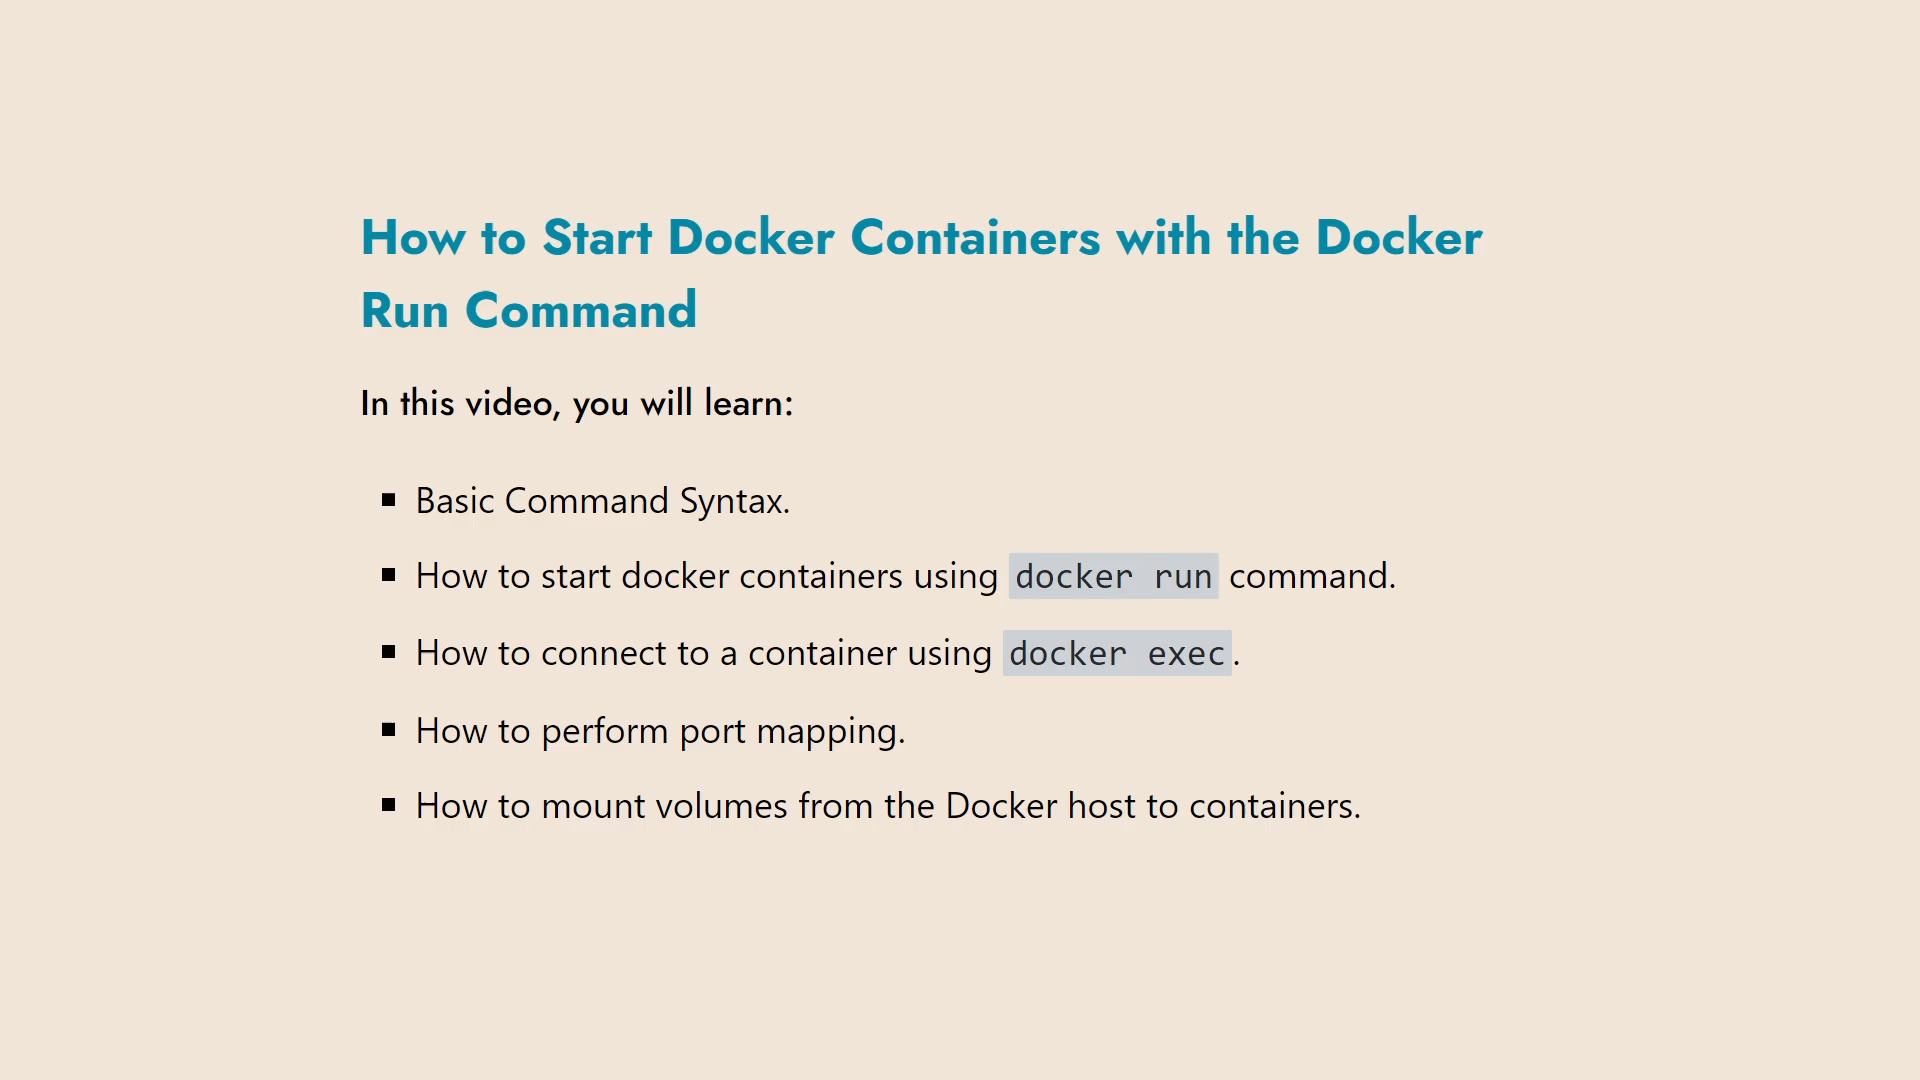 How to Start Docker Containers with the Docker
Run Command
In this video, you will learn:
Basic Command Syntax.
How to start docker containers using docker run command.
How to connect to a container using docker exec.
How to perform port mapping.
How to mount volumes from the Docker host to containers.